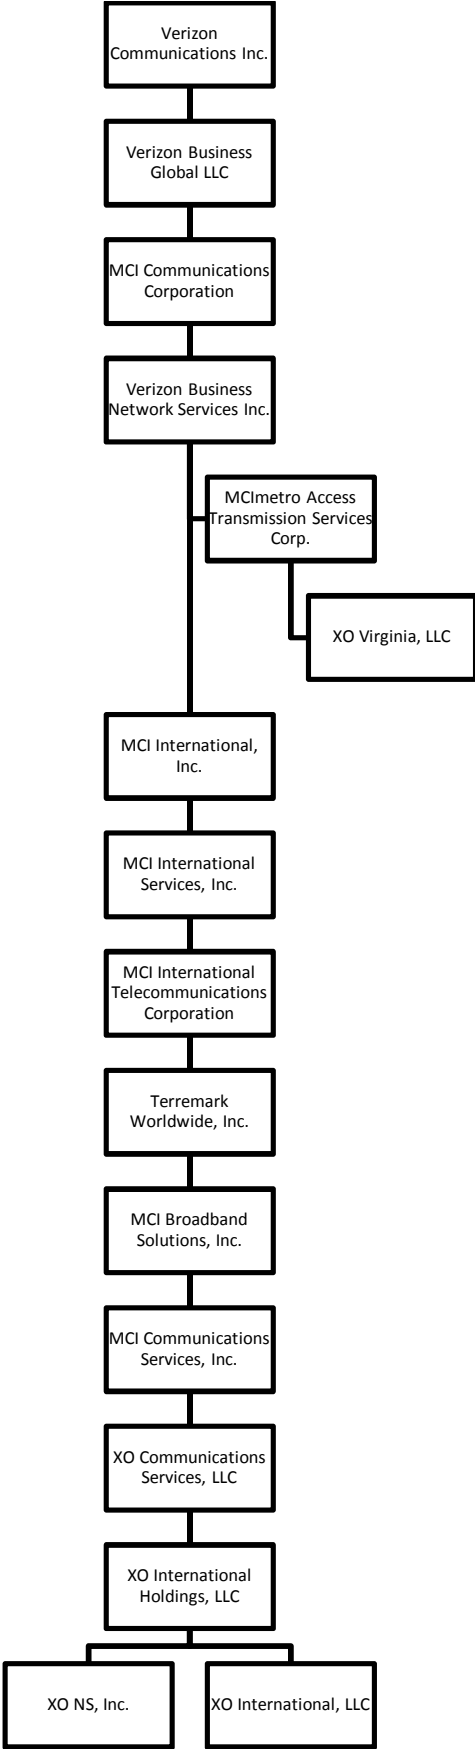 Verizon
Communications Inc.
Verizon Business
Global LLC
MCI Communications
Corporation
Verizon Business
Network Services Inc.
MCImetro Access
Transmission Services
Corp.
XO Virginia, LLC
MCI International,
Inc.
MCI International
Services, Inc.
MCI International
Telecommunications
Corporation
Terremark
Worldwide, Inc.
MCI Broadband
Solutions, Inc.
MCI Communications
Services, Inc.
XO Communications
Services, LLC
XO International
Holdings, LLC
XO NS, Inc.
XO International, LLC